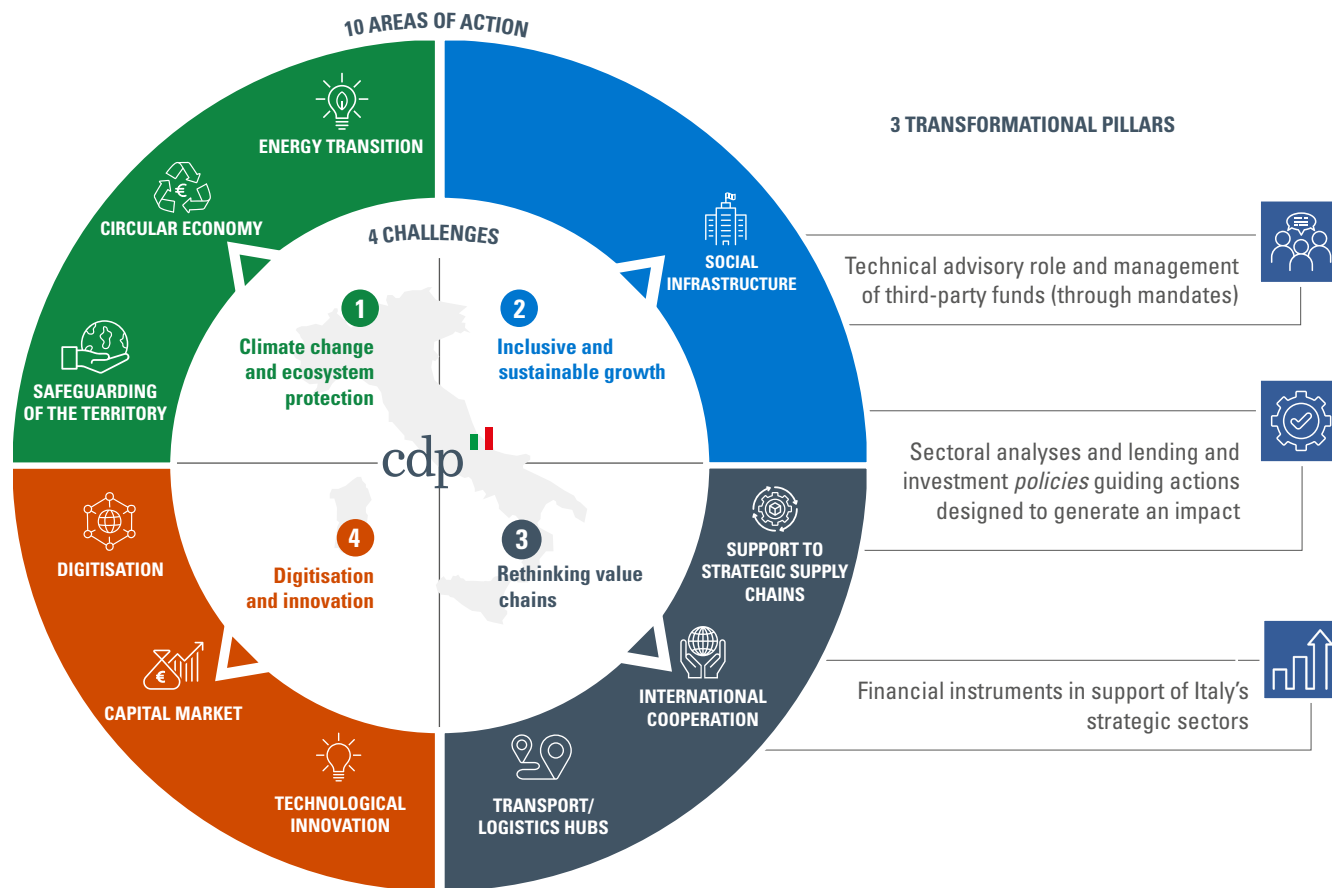 10 AREAS OF ACTION
ENERGY TRANSITION
CIRCULAR ECONOMY
€
SAFEGUARDING
OF THE TERRITORY
SOCIAL
INFRASTRUCTURE
4 CHALLENGES
1
Climate change
and ecosystem
protection
2
Inclusive and
sustainable growth
cdp
4
Digitisation
and innovation
3
Rethinking value
chains
DIGITISATION
€
CAPITAL MARKET
TECHNOLOGICAL
INNOVATION
SUPPORT TO
STRATEGIC SUPPLY
CHAINS
INTERNATIONAL
COOPERATION
TRANSPORT/
LOGISTICS HUBS
3 TRANSFORMATIONAL PILLARS
Technical advisory role and management
of third-party funds (through mandates)
Sectoral analyses and lending and
investment policies guiding actions
designed to generate an impact
Financial instruments in support of Italy's
strategic sectors